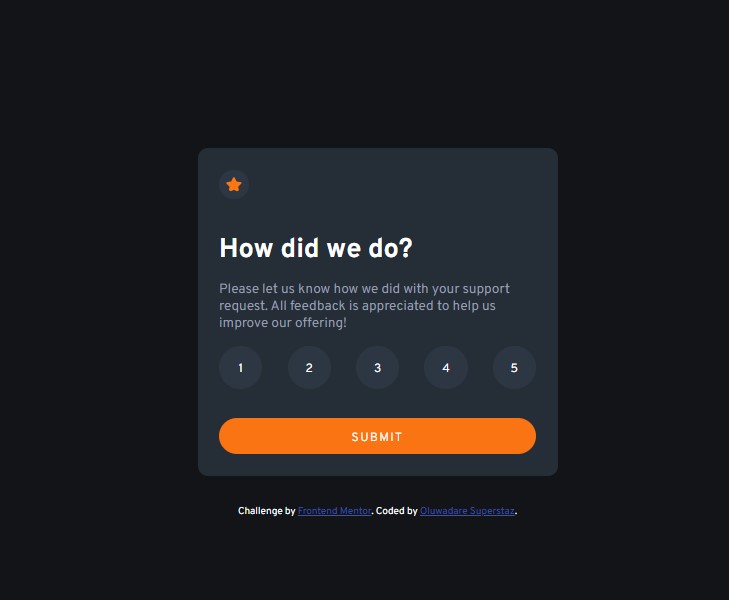 How did we do?
Please let us know how we did with your support
request. All feedback is appreciated to help us
improve our offering!
1 2 3 4 5
SUBMIT
Challenge by Frontend Mentor. Coded by Oluwadare Superstaz.